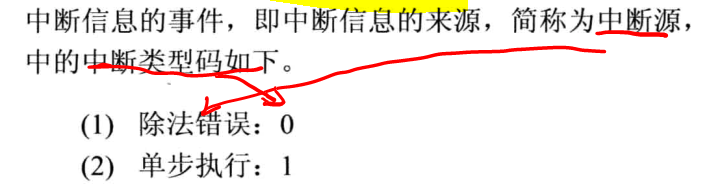 中断信息的事件，即中断信息的来源，简称为中断源，
中的中断类型码如下。
(1) 除法错误：0
(2) 单步执行：1